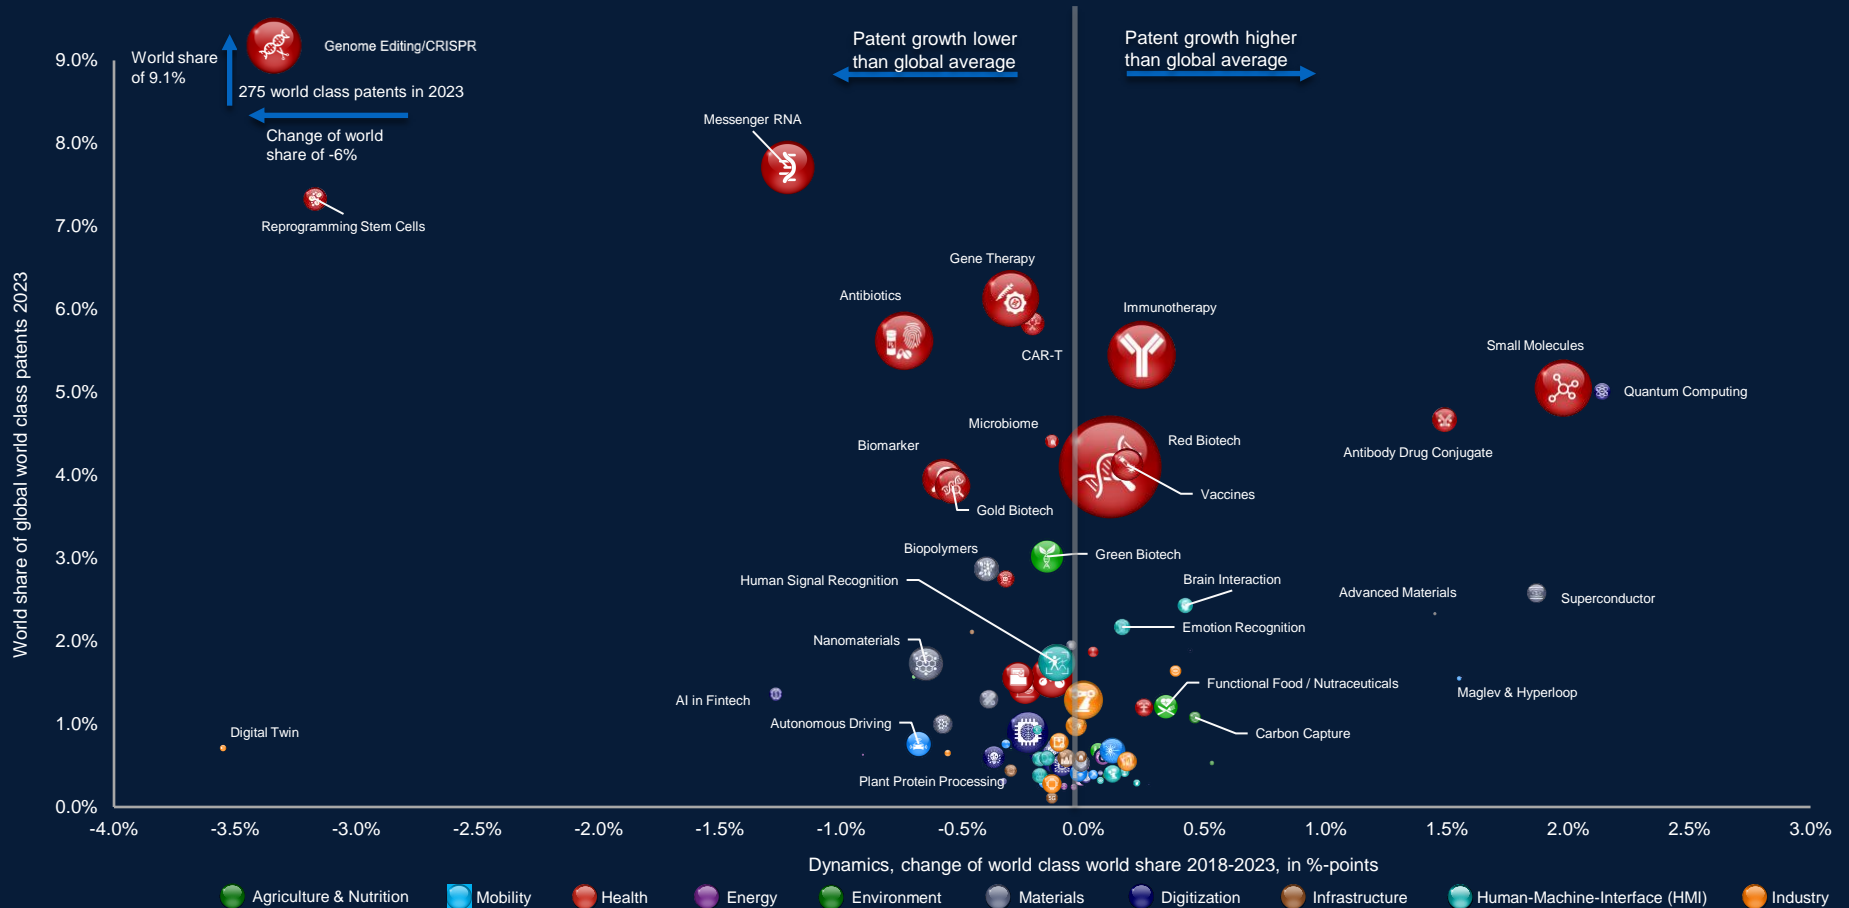 World share of global world class patents 2023
9.0%
8.0%
7.0%
6.0%
5.0%
4.0%
3.0%
2.0%
1.0%
0.0%
World share
of 9.1%
Genome Editing/CRISPR
275 world class patents in 2023
Change of world
share of -6%
Patent growth lower
than global average
Patent growth higher
than global average
Messenger RNA
Reprogramming Stem Cells
Gene Therapy
Antibiotics
CAR-T
Immunotherapy
Small Molecules
Quantum Computing
Microbiome
Biomarker
Red Biotech
Antibody Drug Conjugate
Vaccines
Gold Biotech
Biopolymers
Green Biotech
Human Signal Recognition
Brain Interaction
Advanced Materials
Superconductor
Emotion Recognition
Nanomaterials
AI in Fintech
Functional Food / Nutraceuticals
Maglev & Hyperloop
Autonomous Driving
Carbon Capture
Digital Twin
Plant Protein Processing
-4.0%
-3.5%
-3.0%
-2.5%
-2.0%
-1.5%
-1.0%
-0.5%
0.0%
0.5%
1.0%
1.5%
2.0%
2.5%
3.0%
Dynamics, change of world class world share 2018-2023, in %-points
Agriculture & Nutrition
Mobility
Health
Energy
Environment
Materials
Digitization
Infrastructure
Human-Machine-Interface (HMI)
Industry